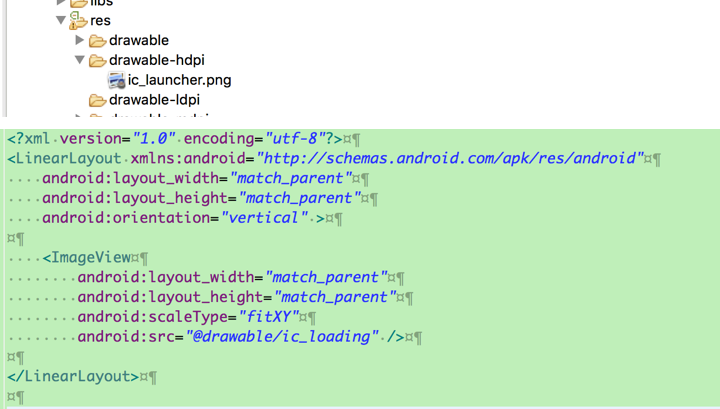 libs
res
drawable
drawable-hdpi
ic_launcher.png
drawable-ldpi
<?xml version="1.0" encoding="utf-8"?>¤¶
<LinearLayout xmlns:android="http://schemas.android.com/apk/res/android"¤¶
····android:layout_width="match_parent"¤¶
····android:layout_height="match_parent"¤¶
····android:orientation="vertical"·>¤¶
¤¶
····<ImageView¤¶
········android:layout_width="match_parent"¤¶
········android:layout_height="match_parent"¤¶
········android:scaleType="fitXY"¤¶
········android:src="@drawable/ic_loading"·/>¤¶
¤¶
</LinearLayout>¤¶
¤¶